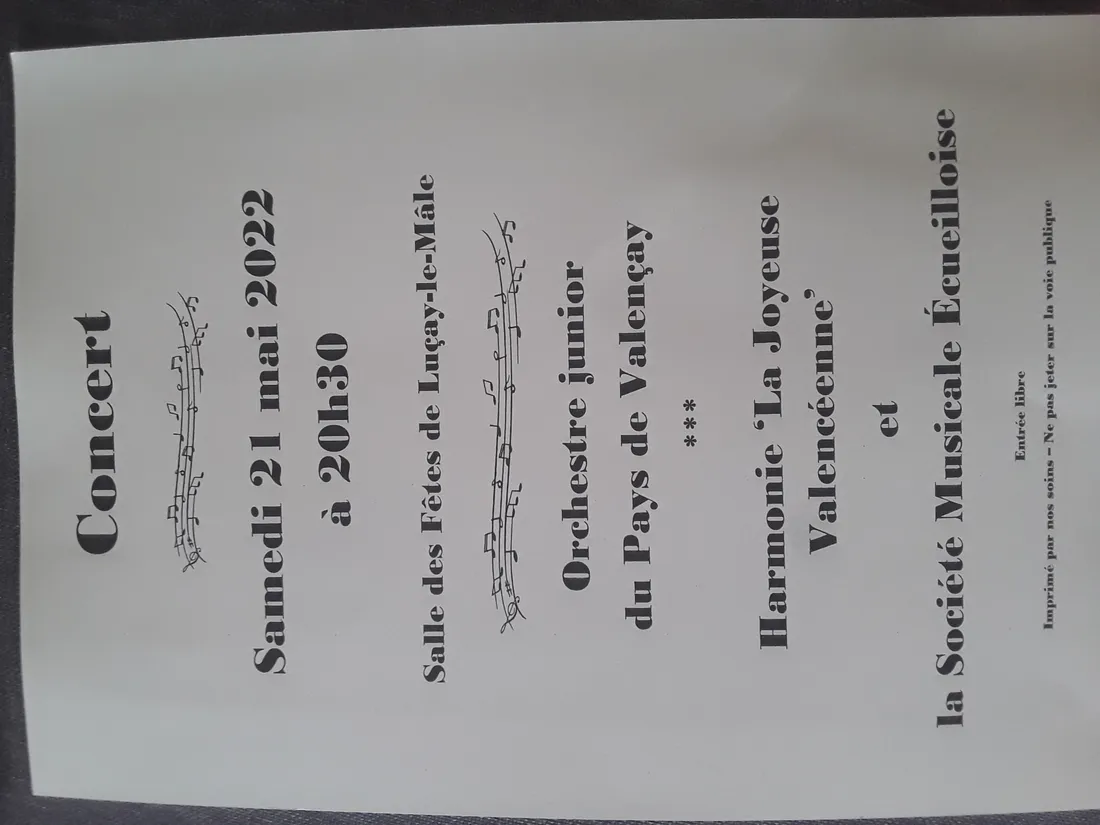 Concert
Samedi 21 mai 2022
à 20h30
Salle des Fêtes de Luçay-le-Mâle
Orchestre junior
du Pays de Valençay
***
Harmonie ‘La Joyeuse
Valencéenne’
et
la Société Musicale Écueilloise
Entrée libre
Imprimé par nos soins – Ne pas jeter sur la voie publique